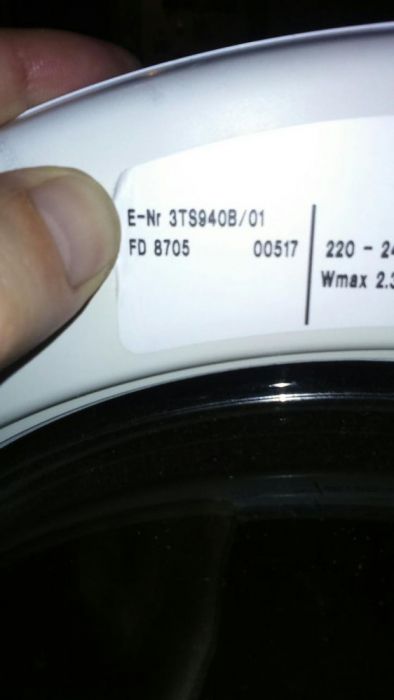 E-Nr 3TS940B/01
FD 8705 00517
220 - 24
Wmax 2.3